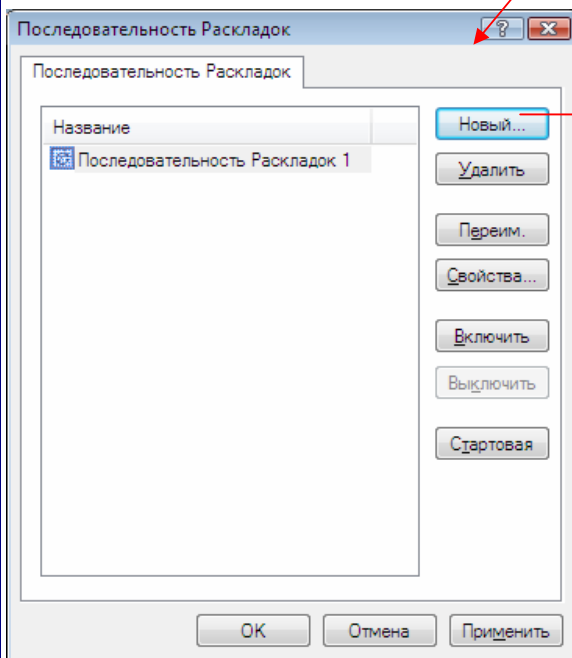 Последовательность Раскладок
Последовательность Раскладок
Название
Последовательность Раскладок 1
Новый...
Удалить
Переим.
Свойства...
Включить
Выключить
Стартовая
OK
Отмена
Применить